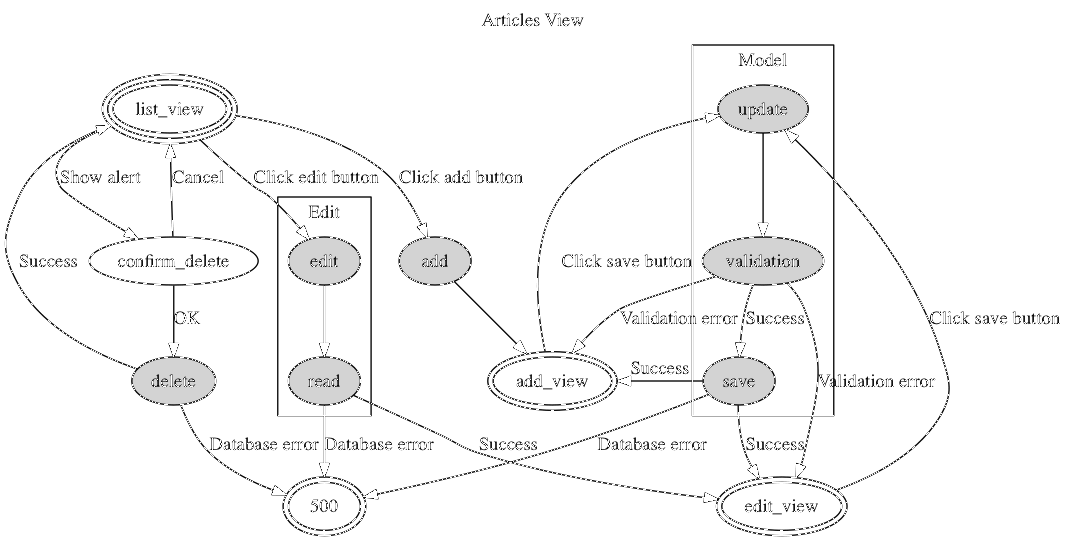 Articles View
Model
list_view
update
Show alert
Cancel
Click edit button
Click add button
Edit
confirm_delete
edit
add
Success
Click save button
validation
OK
Validation error
Success
Click save button
delete
read
add_view
Success
save
Validation error
Database error
Database error
Success
Database error
Success
500
edit_view